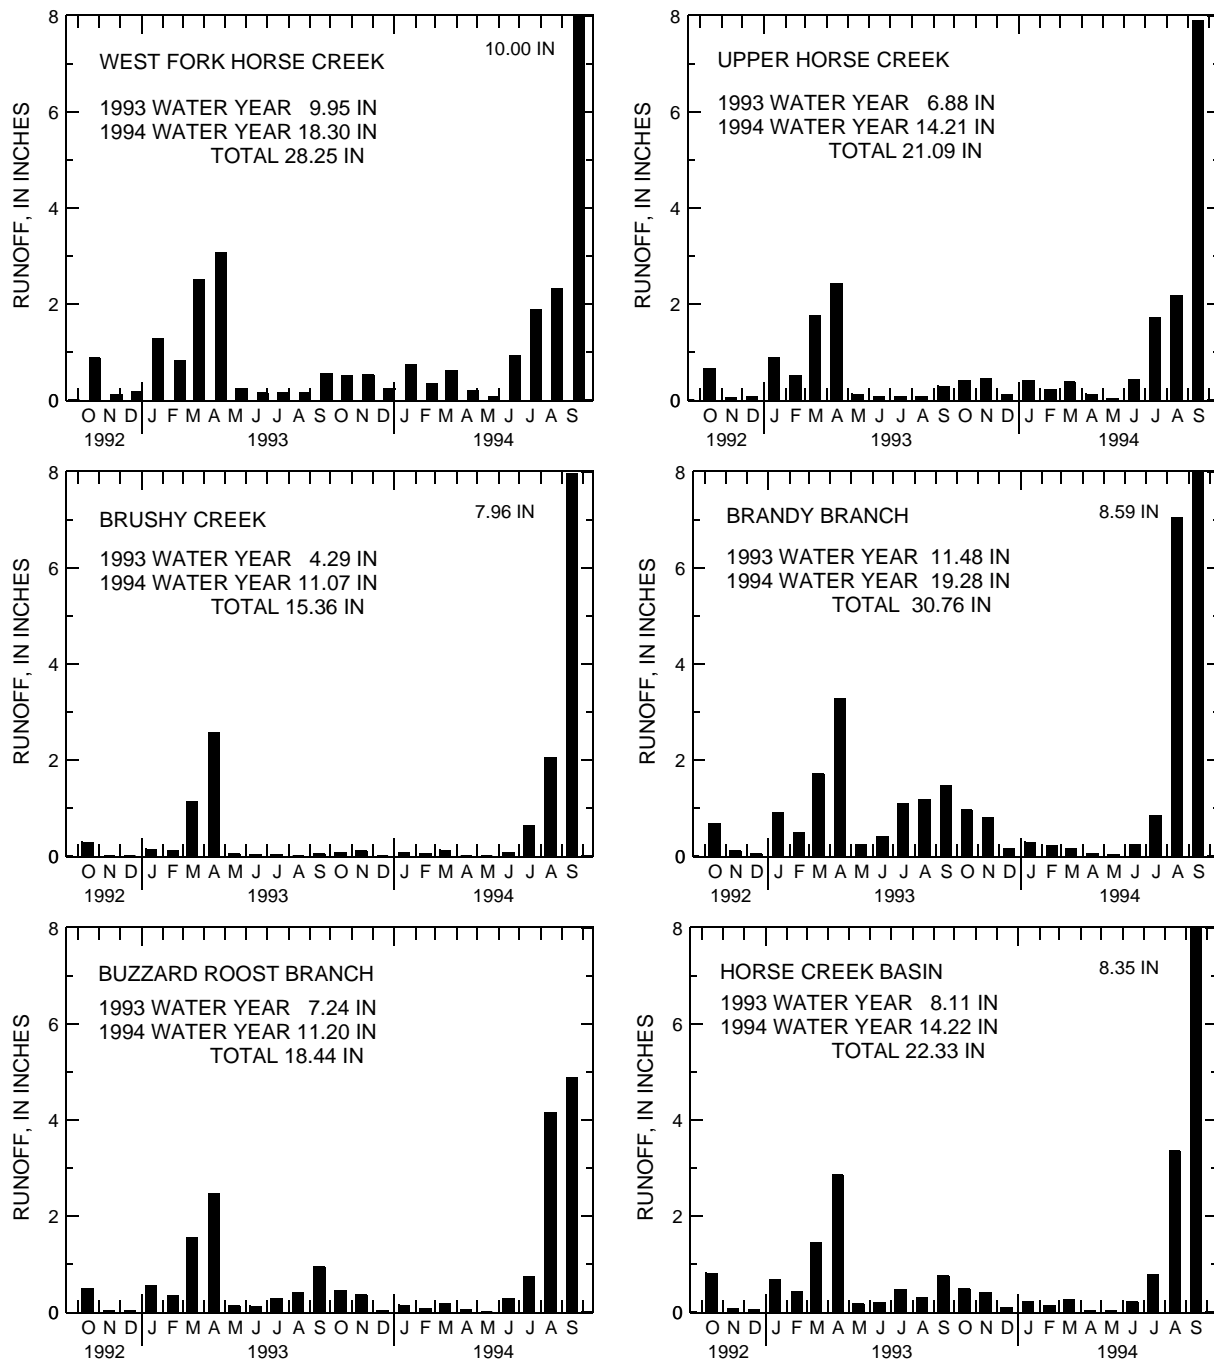 WEST FORK HORSE CREEK
10.00 IN
1993 WATER YEAR 9.95 IN
1994 WATER YEAR 18.30 IN
TOTAL 28.25 IN
RUNOFF, IN INCHES
8
6
4
2
0
O N D J F M A M J J A S O N D J F M A M J J A S
1992 1993 1994
UPPER HORSE CREEK
1993 WATER YEAR 6.88 IN
1994 WATER YEAR 14.21 IN
TOTAL 21.09 IN
RUNOFF, IN INCHES
8
6
4
2
0
O N D J F M A M J J A S O N D J F M A M J J A S
1992 1993 1994
BRUSHY CREEK
7.96 IN
1993 WATER YEAR 4.29 IN
1994 WATER YEAR 11.07 IN
TOTAL 15.36 IN
RUNOFF, IN INCHES
8
6
4
2
0
O N D J F M A M J J A S O N D J F M A M J J A S
1992 1993 1994
BRANDY BRANCH
8.59 IN
1993 WATER YEAR 11.48 IN
1994 WATER YEAR 19.28 IN
TOTAL 30.76 IN
RUNOFF, IN INCHES
8
6
4
2
0
O N D J F M A M J J A S O N D J F M A M J J A S
1992 1993 1994
BUZZARD ROOST BRANCH
1993 WATER YEAR 7.24 IN
1994 WATER YEAR 11.20 IN
TOTAL 18.44 IN
RUNOFF, IN INCHES
8
6
4
2
0
O N D J F M A M J J A S O N D J F M A M J J A S
1992 1993 1994
HORSE CREEK BASIN
8.35 IN
1993 WATER YEAR 8.11 IN
1994 WATER YEAR 14.22 IN
TOTAL 22.33 IN
RUNOFF, IN INCHES
8
6
4
2
0
O N D J F M A M J J A S O N D J F M A M J J A S
1992 1993 1994